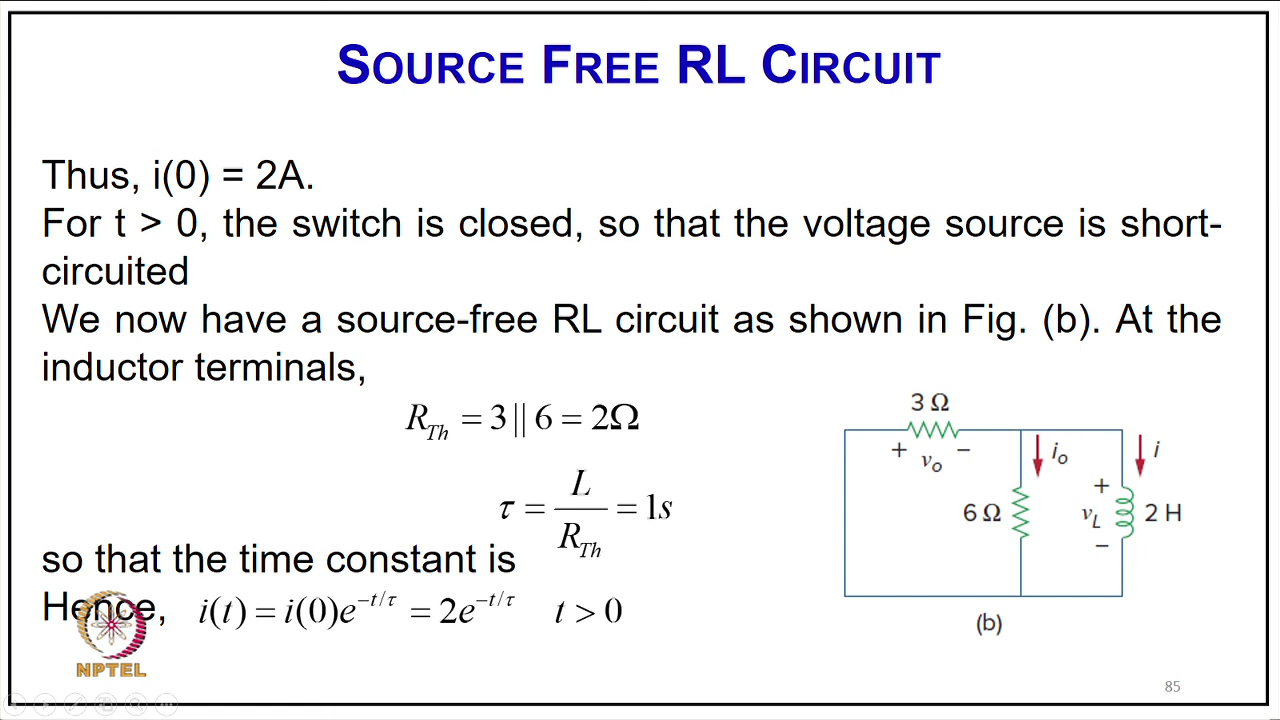 SOURCE FREE RL CIRCUIT
Thus, i(0) = 2A.
For t > 0, the switch is closed, so that the voltage source is short-
circuited
We now have a source-free RL circuit as shown in Fig. (b). At the
inductor terminals,
R_Th = 3 || 6 = 2Ω
τ = L / R_Th = 1s
so that the time constant is
Hence, i(t) = i(0)e^{-t/τ} = 2e^{-t/τ} t > 0
3 Ω
+ v_o −
i_o
i
6 Ω
+
v_L
−
2 H
(b)
NPTEL
85